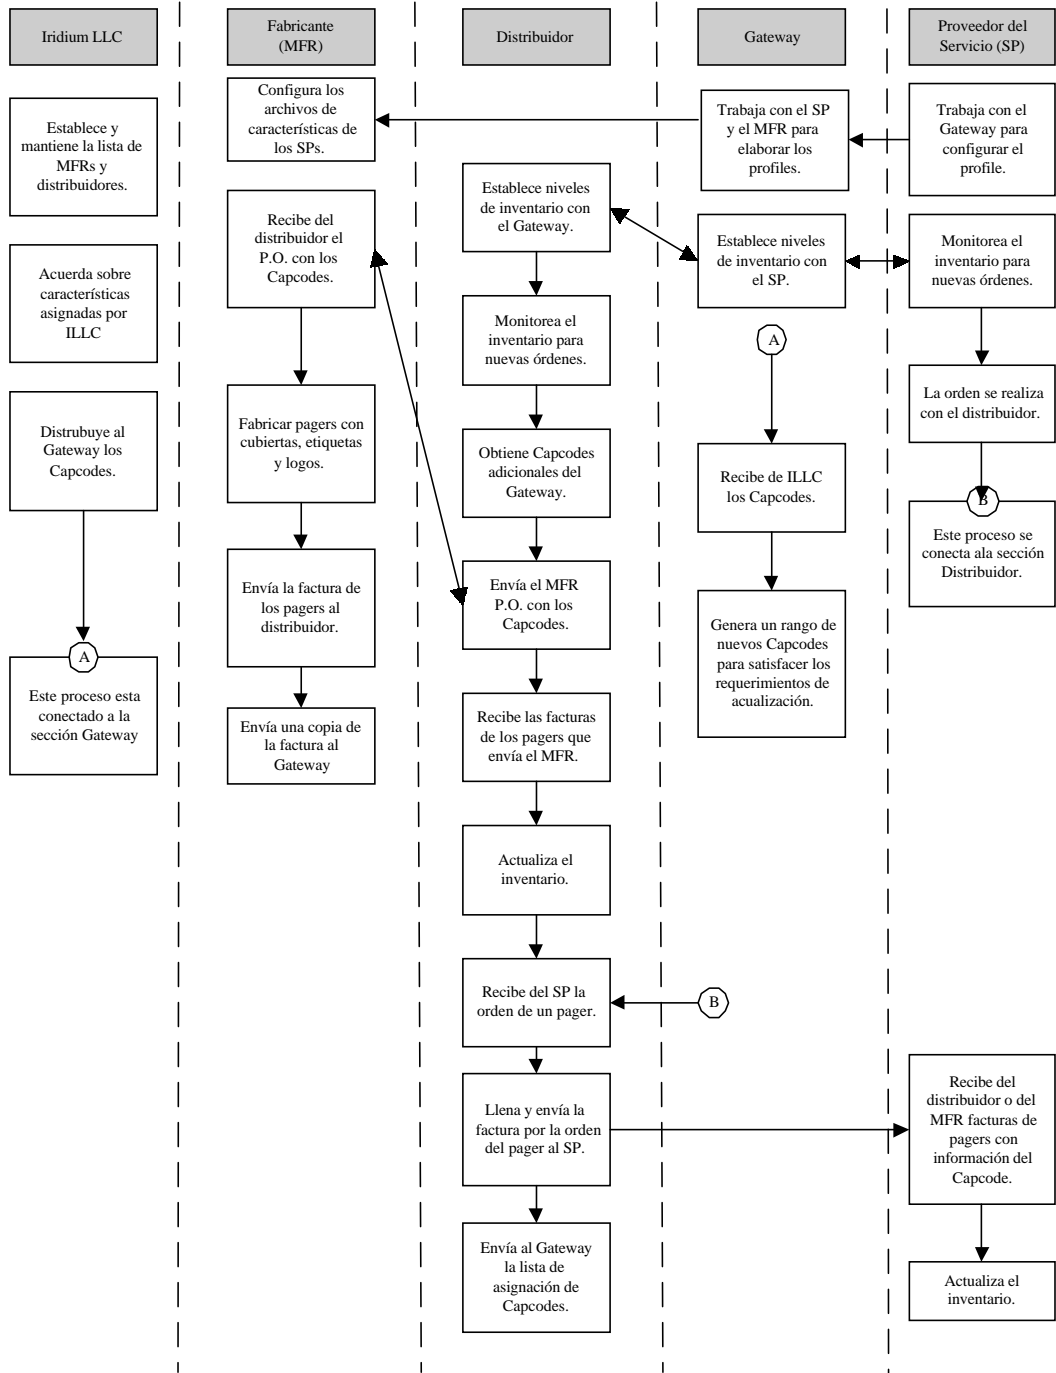 Iridium LLC
Fabricante
(MFR)
Distribuidor
Gateway
Proveedor del
Servicio (SP)
Establece y
mantiene la lista de
MFRs y
distribuidores.
Acuerda sobre
características
asignadas por
ILLC
Distrubuye al
Gateway los
Capcodes.
A
Este proceso esta
conectado a la
sección Gateway
Configura los
archivos de
características de
los SPs.
Recibe del
distribuidor el
P.O. con los
Capcodes.
Fabricar pagers con
cubiertas, etiquetas
y logos.
Envía la factura de
los pagers al
distribuidor.
Envía una copia de
la factura al
Gateway
Establece niveles
de inventario con
el Gateway.
Monitorea el
inventario para
nuevas órdenes.
Obtiene Capcodes
adicionales del
Gateway.
Envía el MFR
P.O. con los
Capcodes.
Recibe las facturas
de los pagers que
envía el MFR.
Actualiza el
inventario.
Recibe del SP la
orden de un pager.
Llena y envía la
factura por la orden
del pager al SP.
Envía al Gateway
la lista de
asignación de
Capcodes.
Trabaja con el SP
y el MFR para
elaborar los
profiles.
Establece niveles
de inventario con
el SP.
A
Recibe de ILLC
los Capcodes.
Genera un rango de
nuevos Capcodes
para satisfacer los
requerimientos de
acualización.
B
Trabaja con el
Gateway para
configurar el
profile.
Monitorea el
inventario para
nuevas órdenes.
La orden se realiza
con el distribuidor.
B
Este proceso se
conecta ala sección
Distribuidor.
Recibe del
distribuidor o del
MFR facturas de
pagers con
información del
Capcode.
Actualiza el
inventario.